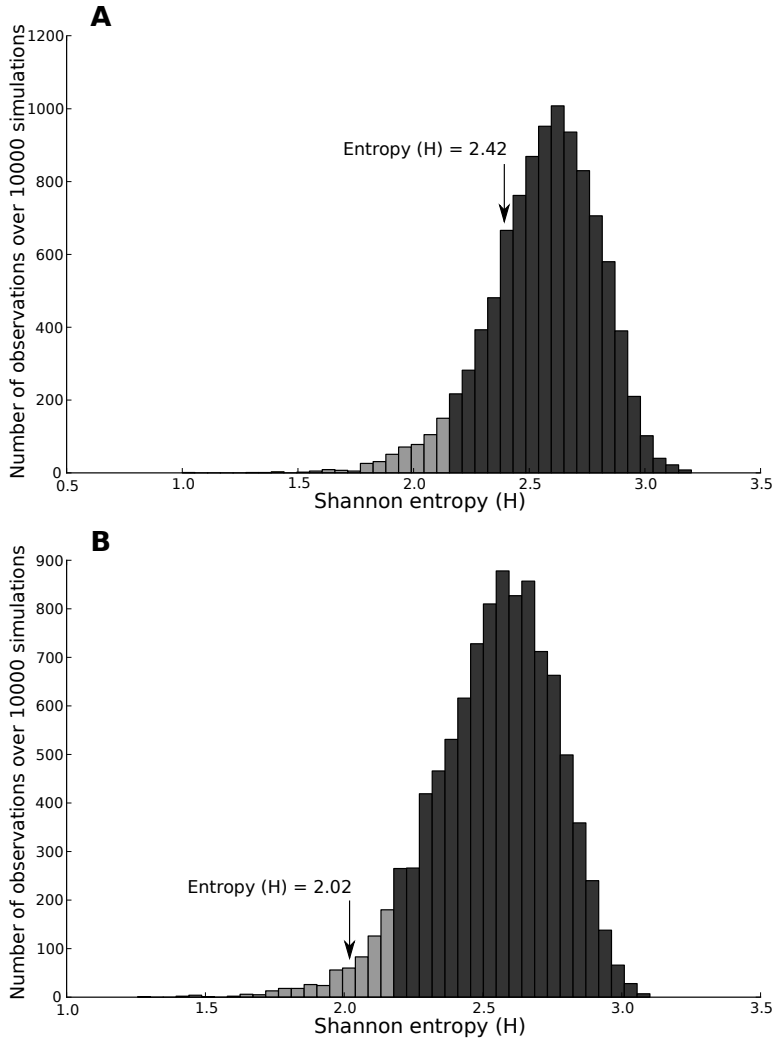 A
Number of observations over 10000 simulations
1200
1000
800
600
400
200
0
Entropy (H) = 2.42
0.5 1.0 1.5 2.0 2.5 3.0 3.5
Shannon entropy (H)
B
Number of observations over 10000 simulations
900
800
700
600
500
400
300
200
100
0
Entropy (H) = 2.02
1.0 1.5 2.0 2.5 3.0 3.5
Shannon entropy (H)